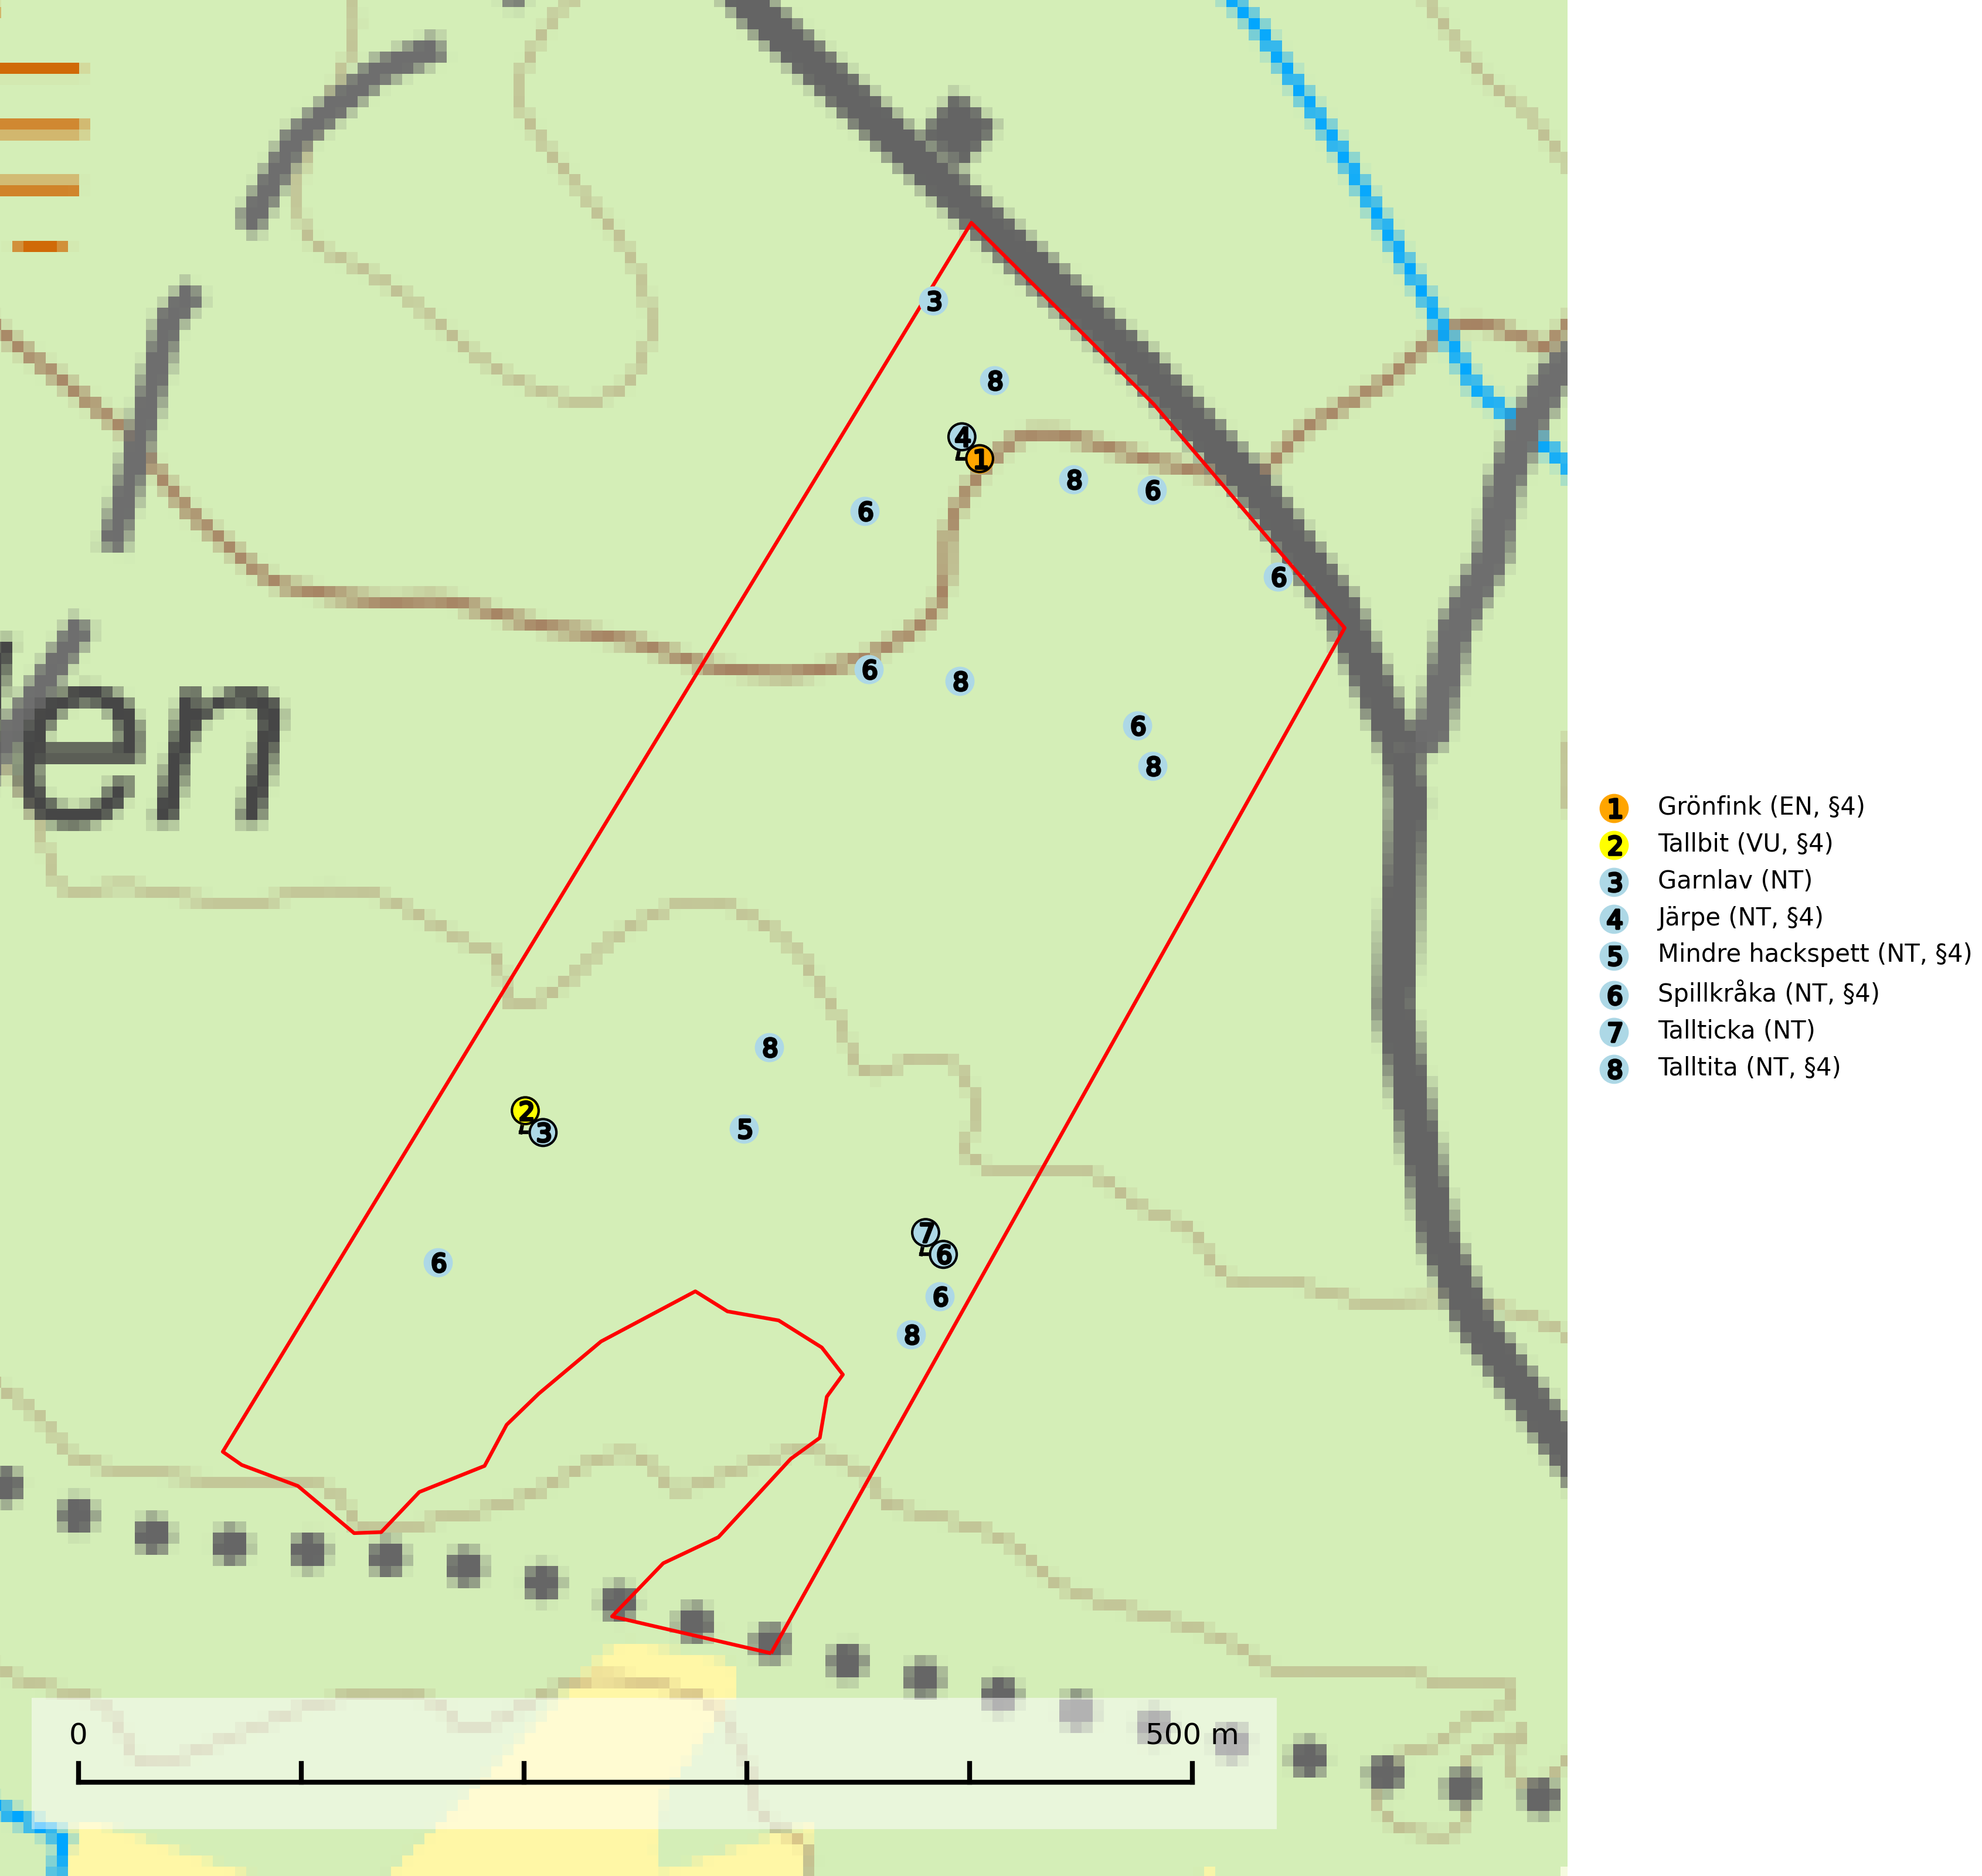 3
8
4
1
8
6
6
6
6
8
6
8
en
8
2
3
5
7
6
6
6
8
0
500 m
1 Grönfink (EN, §4)
2 Tallbit (VU, §4)
3 Garnlav (NT)
4 Järpe (NT, §4)
5 Mindre hackspett (NT, §4)
6 Spillkråka (NT, §4)
7 Tallticka (NT)
8 Talltita (NT, §4)